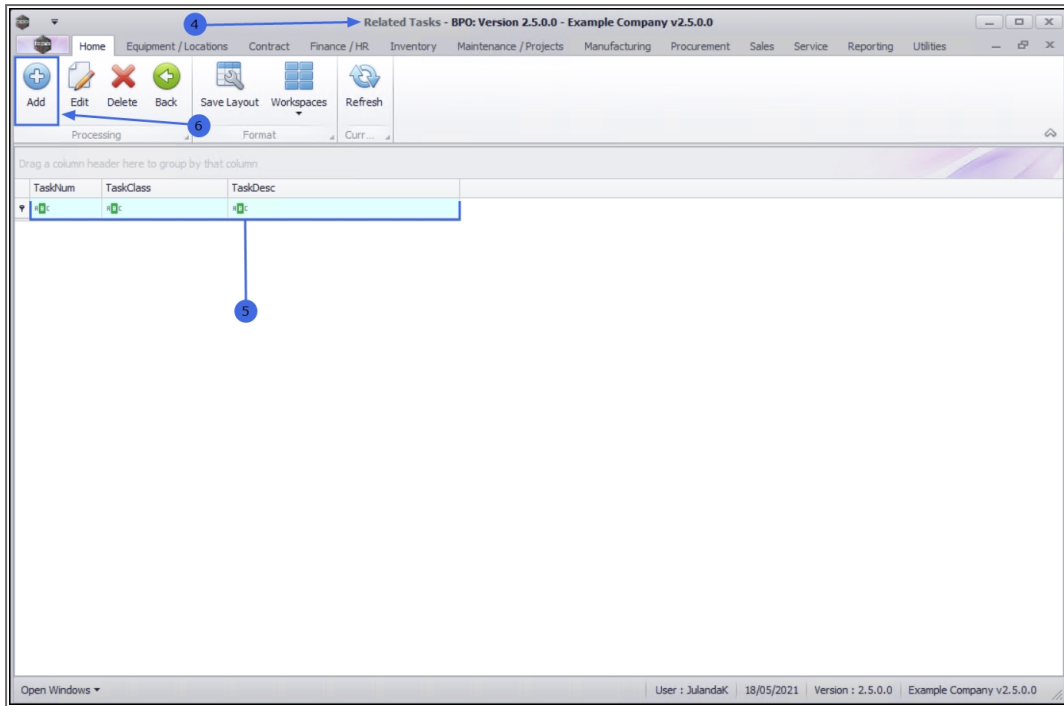 4
Related Tasks - BPO: Version 2.5.0.0 - Example Company v2.5.0.0
Home Equipment / Locations Contract Finance / HR Inventory Maintenance / Projects Manufacturing Procurement Sales Service Reporting Utilities
Add Edit Delete Back Save Layout Workspaces Refresh
6
Processing Format Curr...
Drag a column header here to group by that column
TaskNum TaskClass TaskDesc
5
Open Windows User : JulandaK 18/05/2021 Version : 2.5.0.0 Example Company v2.5.0.0